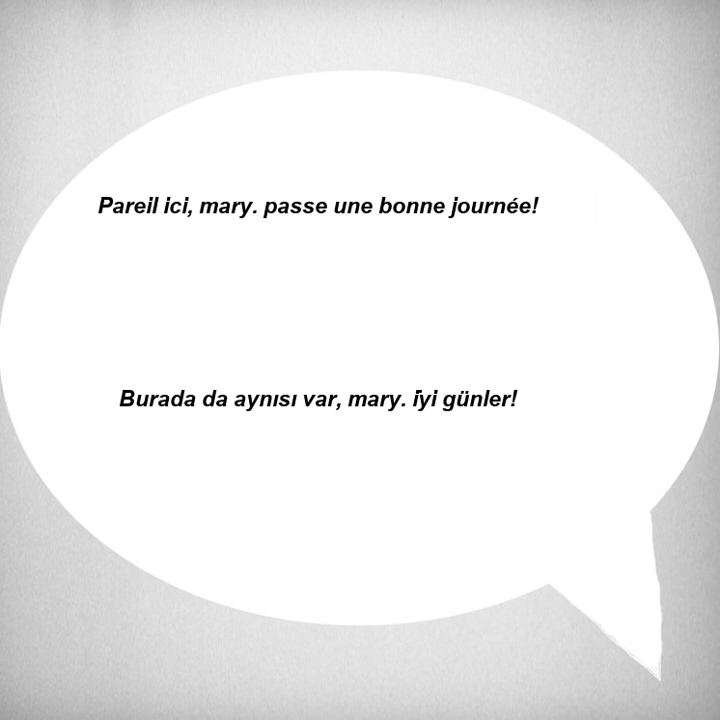 Pareil ici, mary. passe une bonne journée!
Burada da aynısı var, mary. i̇yi günler!